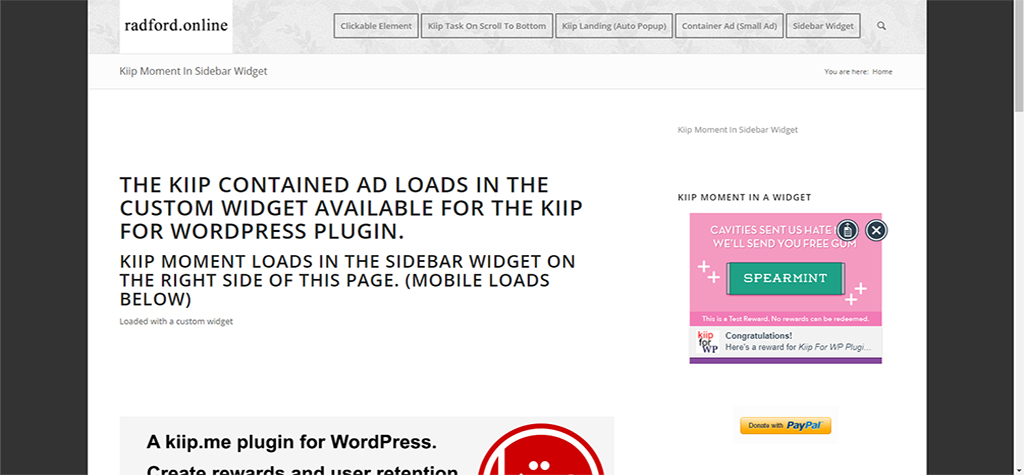 radford.online
Clickable Element
Kiip Task On Scroll To Bottom
Kiip Landing (Auto Popup)
Container Ad (Small Ad)
Sidebar Widget
Kiip Moment In Sidebar Widget
You are here: Home
Kiip Moment In Sidebar Widget
THE KIIP CONTAINED AD LOADS IN THE
CUSTOM WIDGET AVAILABLE FOR THE KIIP
FOR WORDPRESS PLUGIN.
KIIP MOMENT LOADS IN THE SIDEBAR WIDGET ON
THE RIGHT SIDE OF THIS PAGE. (MOBILE LOADS
BELOW)
Loaded with a custom widget
KIIP MOMENT IN A WIDGET
CAVITIES SENT US HATE
WE'LL SEND YOU FREE GUM
SPEARMINT
This is a Test Reward. No rewards can be redeemed.
kiip
for
WP
Congratulations!
Here's a reward for Kiip For WP Plugi...
Donate with PayPal
A kiip.me plugin for WordPress.
Create rewards and user retention